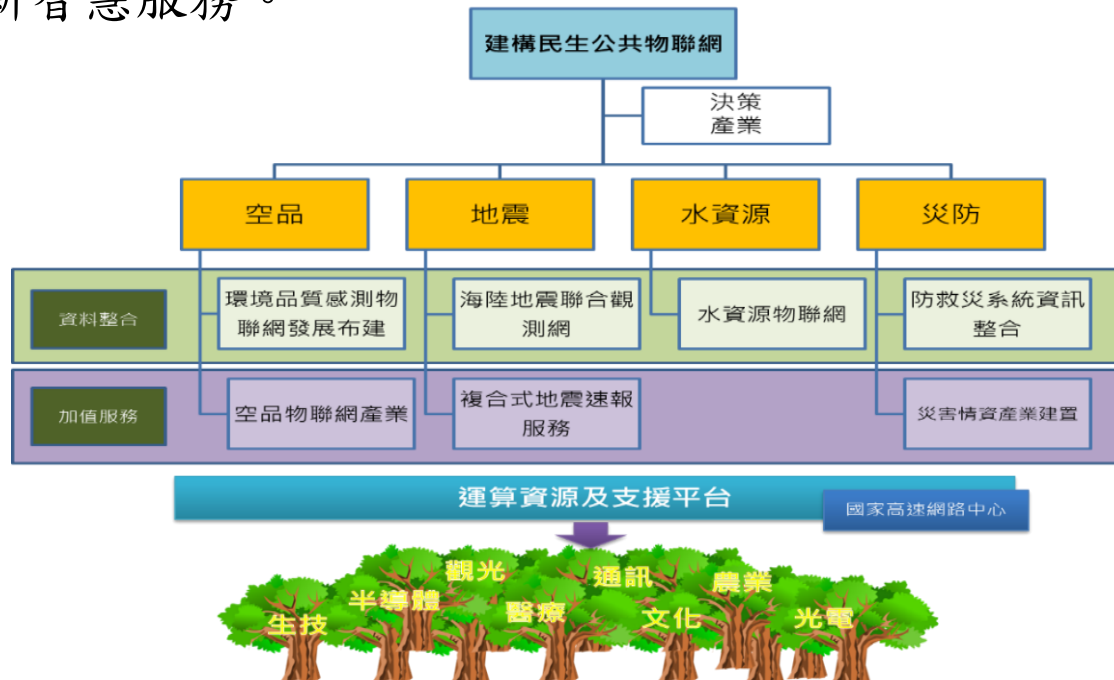 新智慧服務。
建構民生公共物聯網
決策
產業
空品
地震
水資源
災防
資料整合
環境品質感測物
聯網發展布建
海陸地震聯合觀
測網
水資源物聯網
防救災系統資訊
整合
加值服務
空品物聯網產業
複合式地震速報
服務
災害情資產業建置
運算資源及支援平台
國家高速網路中心
觀光
通訊
農業
半導體
醫療
文化
光電
生技